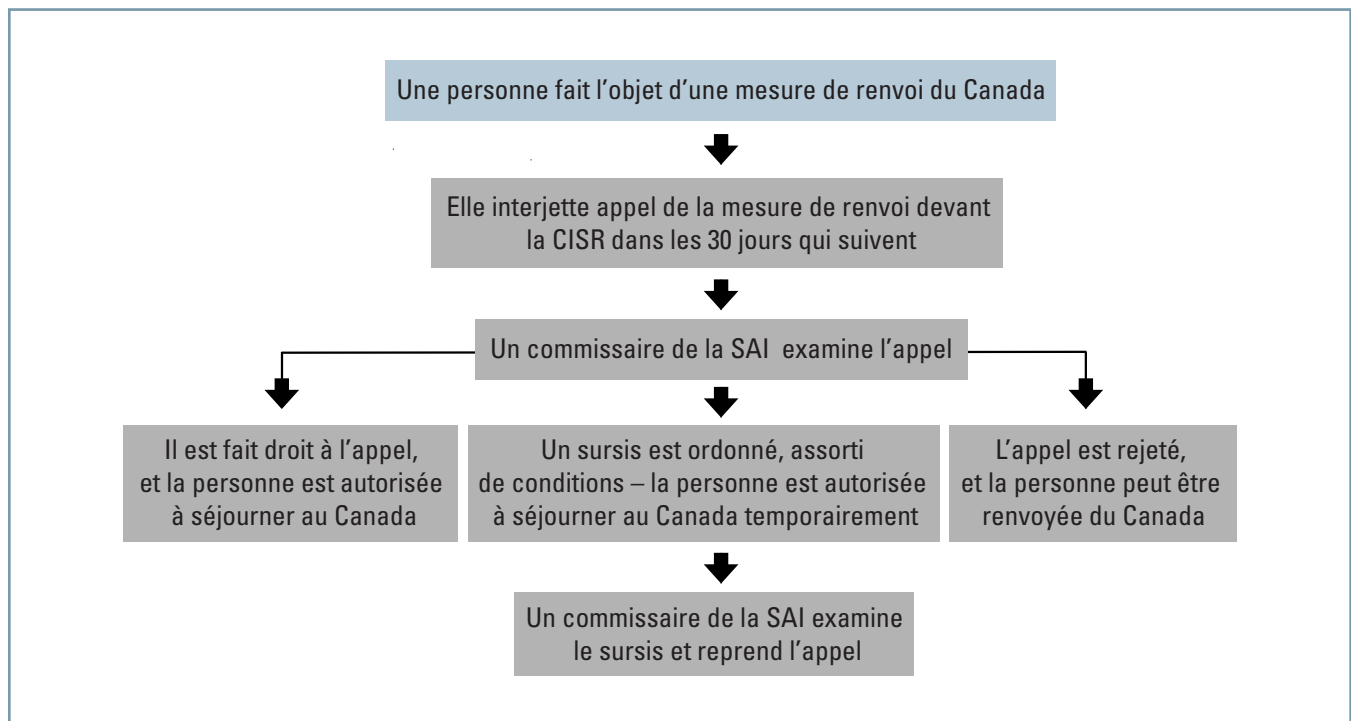 Une personne fait l'objet d'une mesure de renvoi du Canada
Elle interjette appel de la mesure de renvoi devant
la CISR dans les 30 jours qui suivent
Un commissaire de la SAI examine l'appel
Il est fait droit à l'appel,
et la personne est autorisée
à séjourner au Canada
Un sursis est ordonné, assorti
de conditions – la personne est autorisée
à séjourner au Canada temporairement
L'appel est rejeté,
et la personne peut être
renvoyée du Canada
Un commissaire de la SAI examine
le sursis et reprend l'appel